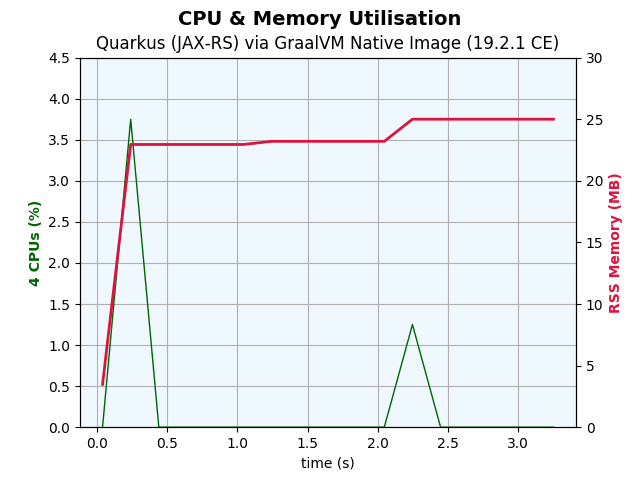 CPU & Memory Utilisation
Quarkus (JAX-RS) via GraalVM Native Image (19.2.1 CE)
4.5
4.0
3.5
3.0
2.5
2.0
1.5
1.0
0.5
0.0
4 CPUs (%)
30
25
20
15
10
5
0
RSS Memory (MB)
0.0 0.5 1.0 1.5 2.0 2.5 3.0
time (s)